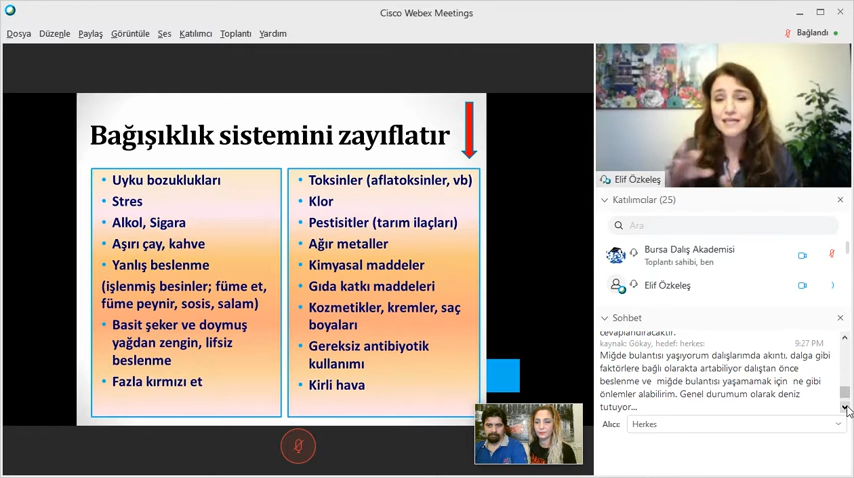 Cisco Webex Meetings
Dosya Düzenle Paylaş Görüntüle Ses Katılımcı Toplantı Yardım
Bağlandı
Bağışıklık sistemini zayıflatır
• Uyku bozuklukları
• Stres
• Alkol, Sigara
• Aşırı çay, kahve
• Yanlış beslenme
(işlenmiş besinler; füme et,
füme peynir, sosis, salam)
• Basit şeker ve doymuş
yağdan zengin, lifsiz
beslenme
• Fazla kırmızı et
• Toksinler (aflatoksinler, vb)
• Klor
• Pestisitler (tarım ilaçları)
• Ağır metaller
• Kimyasal maddeler
• Gıda katkı maddeleri
• Kozmetikler, kremler, saç
boyaları
• Gereksiz antibiyotik
kullanımı
• Kirli hava
Elif Özkeleş
Katılımcılar (25)
Ara
Bursa Dalış Akademisi
Toplantı sahibi, ben
Elif Özkeleş
Sohbet
cevaplandıracaktır.
kaynak: Gökay, hedef: herkes: 9:27 PM
Miğde bulantısı yaşıyorum dalışlarımda akıntı, dalga gibi
faktörlere bağlı olarakta artabiliyor dalıştan önce
beslenme ve miğde bulantısı yaşamamak için ne gibi
önlemler alabilirim. Genel durumum olarak deniz
tutuyor...
Alıcı: Herkes